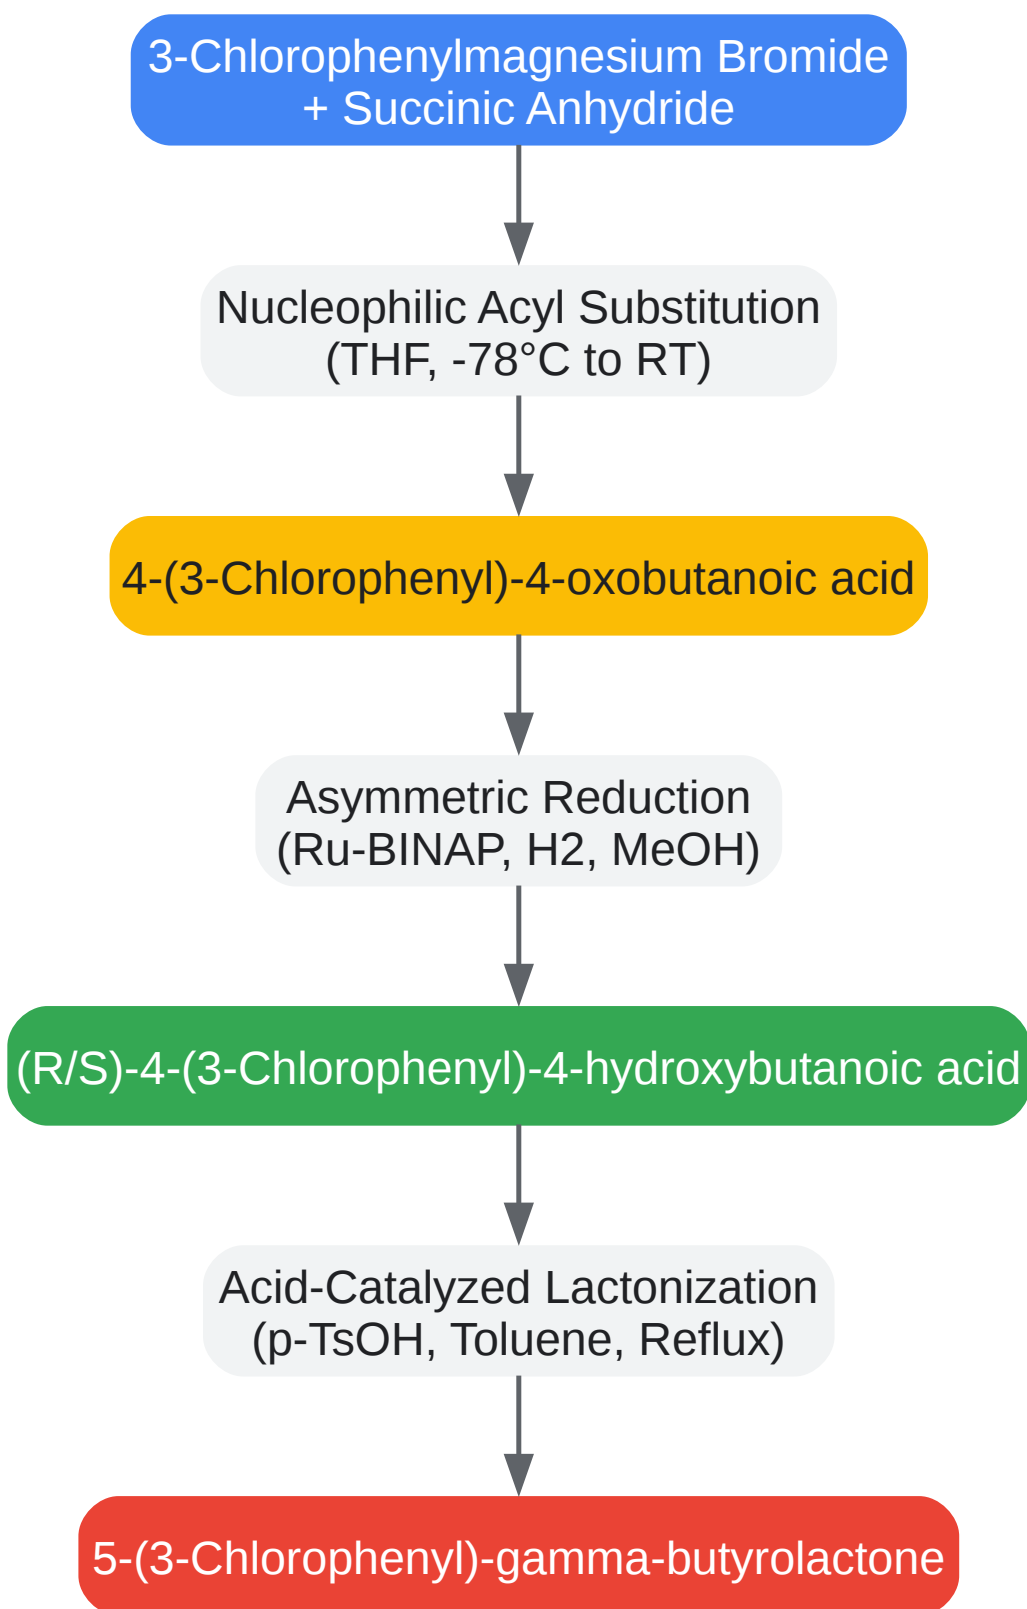 3-Chlorophenylmagnesium Bromide
+ Succinic Anhydride
Nucleophilic Acyl Substitution
(THF, -78°C to RT)
4-(3-Chlorophenyl)-4-oxobutanoic acid
Asymmetric Reduction
(Ru-BINAP, H2, MeOH)
(R/S)-4-(3-Chlorophenyl)-4-hydroxybutanoic acid
Acid-Catalyzed Lactonization
(p-TsOH, Toluene, Reflux)
5-(3-Chlorophenyl)-gamma-butyrolactone